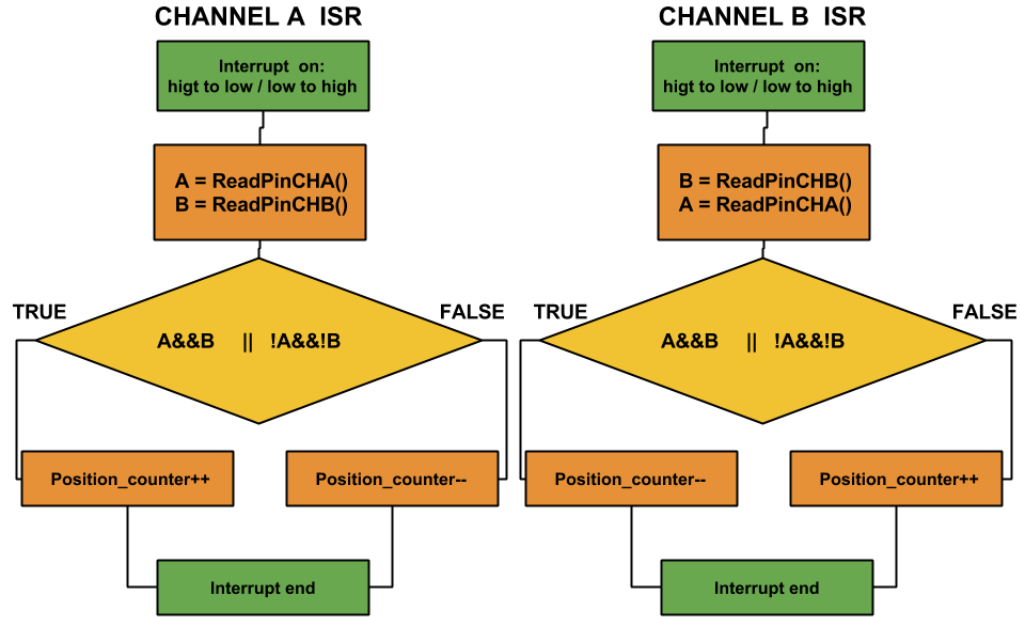 CHANNEL A ISR
Interrupt on:
higt to low / low to high
A = ReadPinCHA()
B = ReadPinCHB()
TRUE
FALSE
A&&B || !A&&!B
Position_counter++
Position_counter--
Interrupt end
CHANNEL B ISR
Interrupt on:
higt to low / low to high
B = ReadPinCHB()
A = ReadPinCHA()
TRUE
FALSE
A&&B || !A&&!B
Position_counter--
Position_counter++
Interrupt end